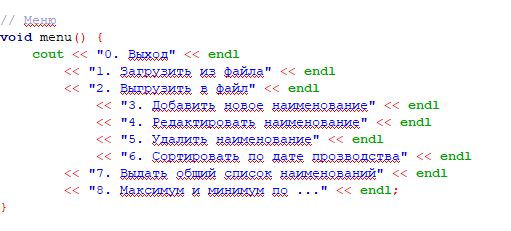 // Меню
void menu() {
cout << "0. Выход" << endl
<< "1. Загрузить из файла" << endl
<< "2. Выгрузить в файл" << endl
<< "3. Добавить новое наименование" << endl
<< "4. Редактировать наименование" << endl
<< "5. Удалить наименование" << endl
<< "6. Сортировать по дате прозводства" << endl
<< "7. Выдать общий список наименований" << endl
<< "8. Максимум и минимум по ..." << endl;
}